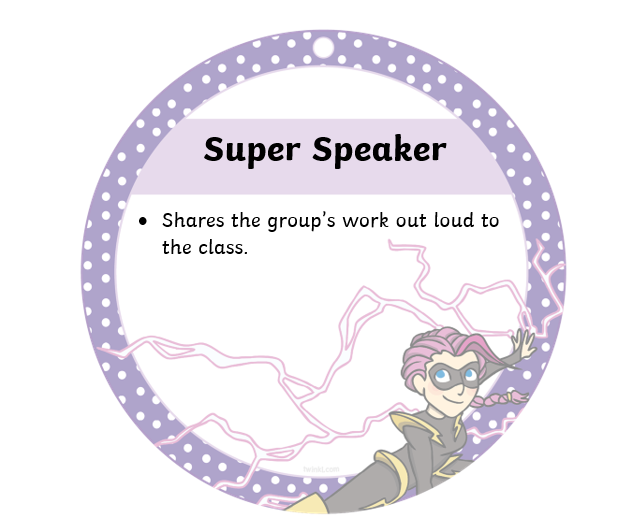 Super Speaker
• Shares the group's work out loud to
the class.